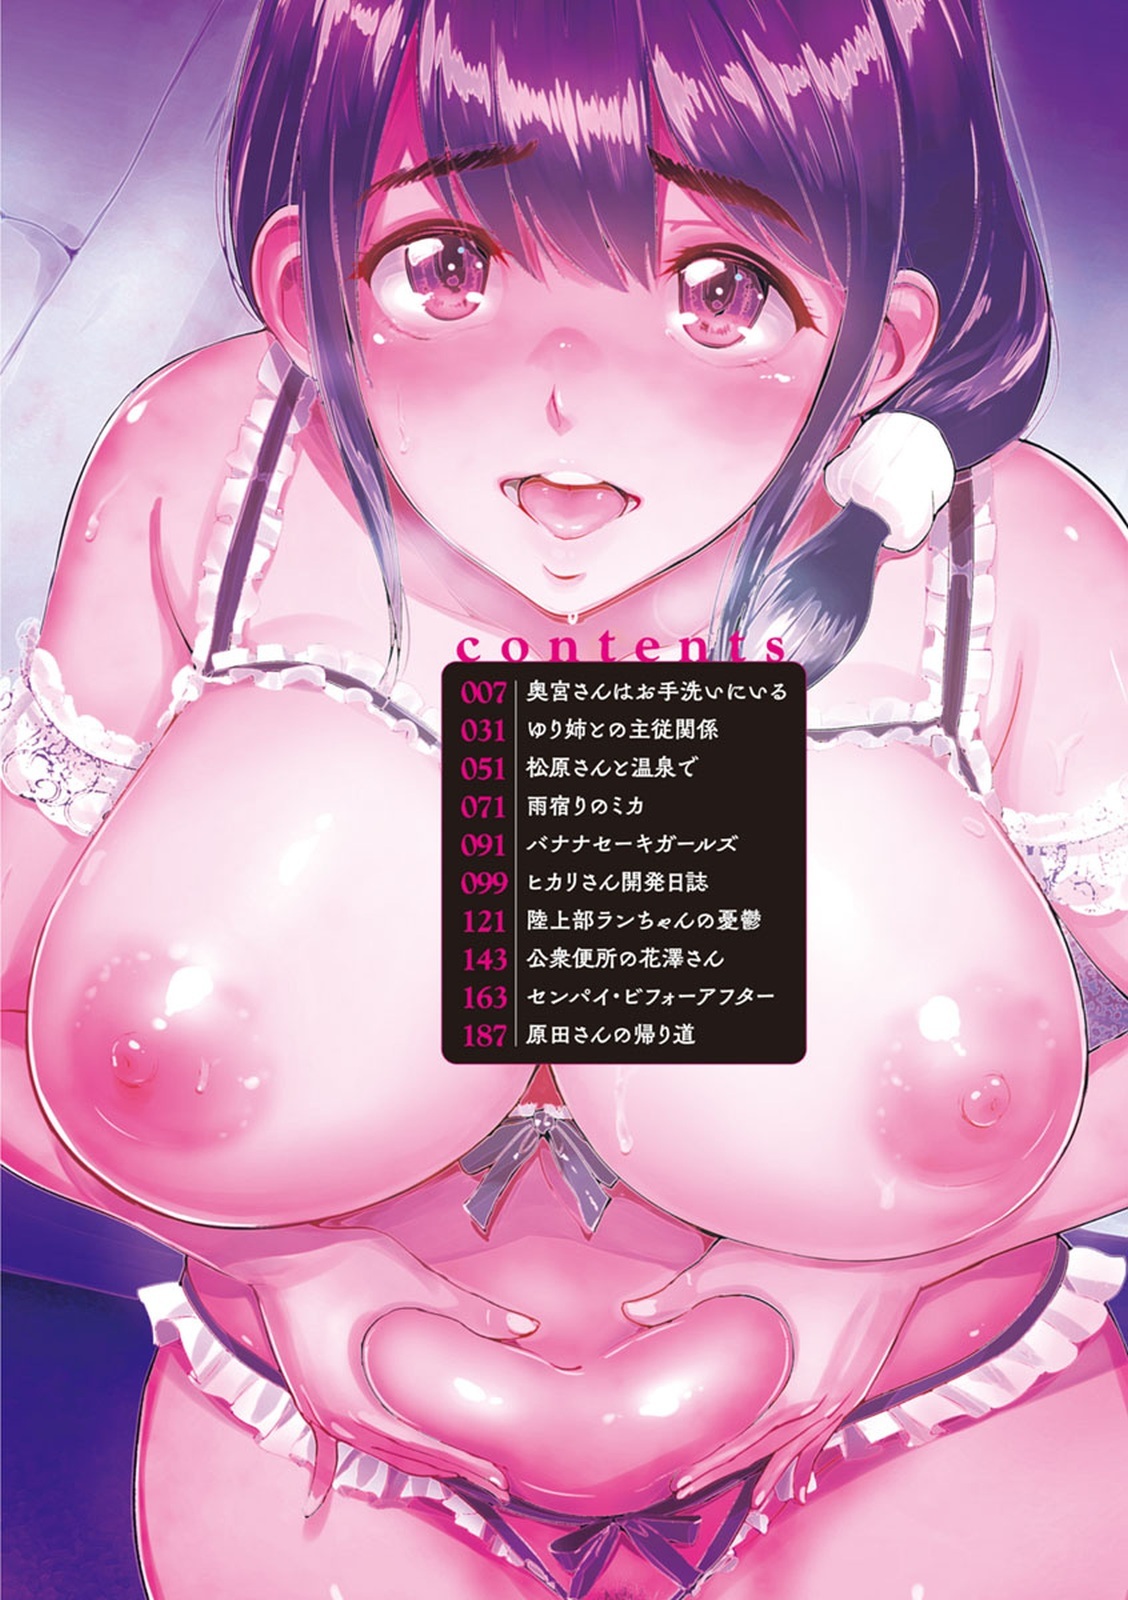 contents
007 奥宮さんはお手洗いにいる
031 ゆり姉との主従関係
051 松原さんと温泉で
071 雨宿りのミカ
091 バナナセーキガールズ
099 ヒカリさん開発日誌
121 陸上部ランちゃんの憂鬱
143 公衆便所の花澤さん
163 センパイ・ビフォーアフター
187 原田さんの帰り道